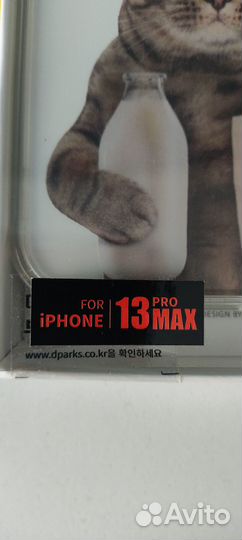 FOR
iPHONE
13 PRO
MAX
DESIGN BY
www.dparks.co.kr을 확인하세요
Avito